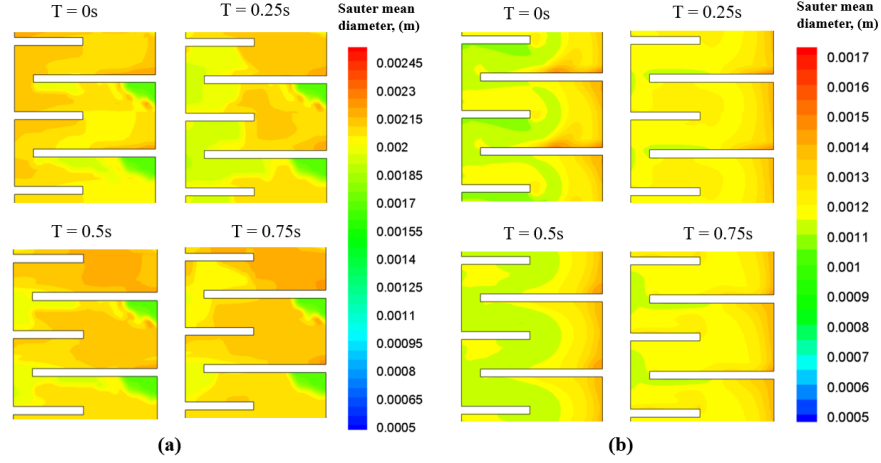 T = 0s
T = 0.25s
Sauter mean
diameter, (m)
0.00245
0.0023
0.00215
0.002
0.00185
0.0017
0.00155
0.0014
0.00125
0.0011
0.00095
0.0008
0.00065
0.0005
T = 0.5s
T = 0.75s
(a)
T = 0s
T = 0.25s
Sauter mean
diameter, (m)
0.0017
0.0016
0.0015
0.0014
0.0013
0.0012
0.0011
0.001
0.0009
0.0008
0.0007
0.0006
0.0005
T = 0.5s
T = 0.75s
(b)